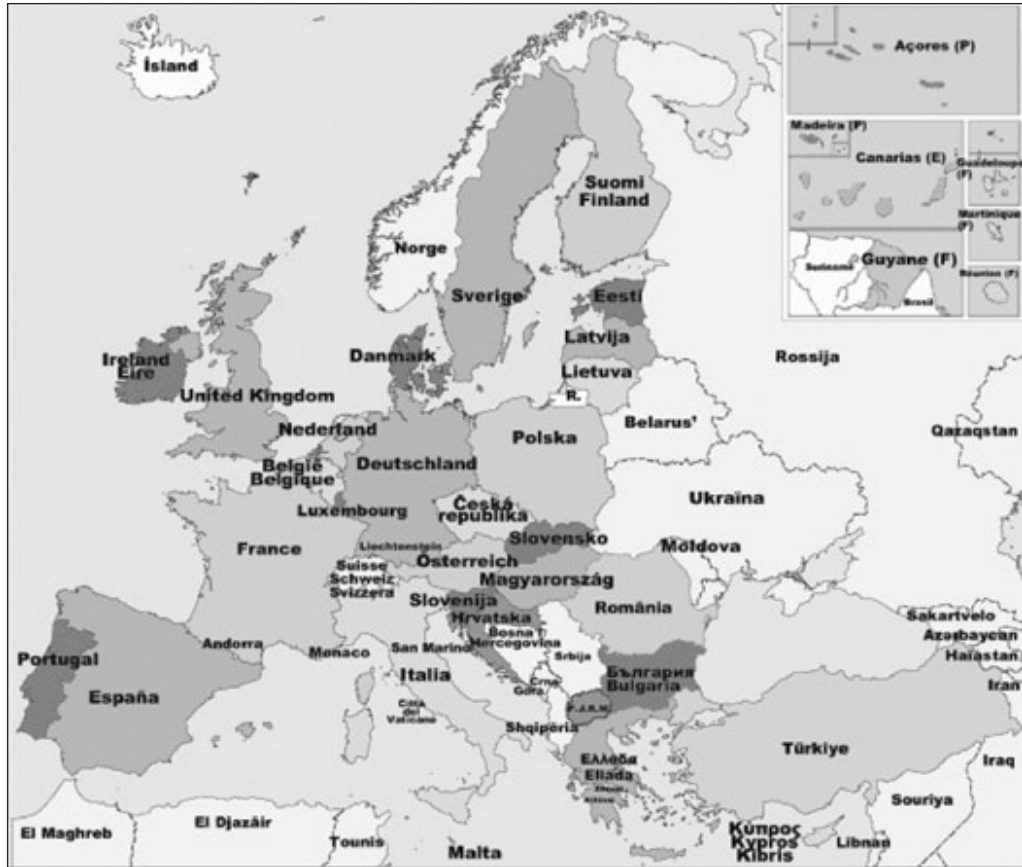 Ísland
Açores (P)
Madeira (P)
Canarias (E)
Guadeloupe
(F)
Martinique
(F)
Suriname
Guyane (F)
Réunion (F)
Brasil
Suomi
Finland
Norge
Sverige
Eesti
Latvija
Lietuva
R.
Rossija
Ireland
Éire
Danmark
United Kingdom
Nederland
België
Belgique
Deutschland
Polska
Belarus'
Qazaqstan
Luxembourg
Česká
republika
Ukraïna
France
Liechtenstein
Slovensko
Moldova
Suisse
Schweiz
Svizzera
Österreich
Magyarország
Slovenija
Hrvatska
România
Sakartvelo
Azərbaycan
Haïastan
Iran
Andorra
Monaco
San Marino
Bosna i
Hercegovina
Srbija
Portugal
España
Italia
Crna
Gora
България
Bulgaria
Città
del
Vaticano
F.J.R.M.
Shqipëria
Türkiye
Iraq
Ελλάδα
Ellada
Souriya
El Maghreb
El Djazâir
Tounis
Malta
Κύπρος
Kypros
Kibris
Libnan